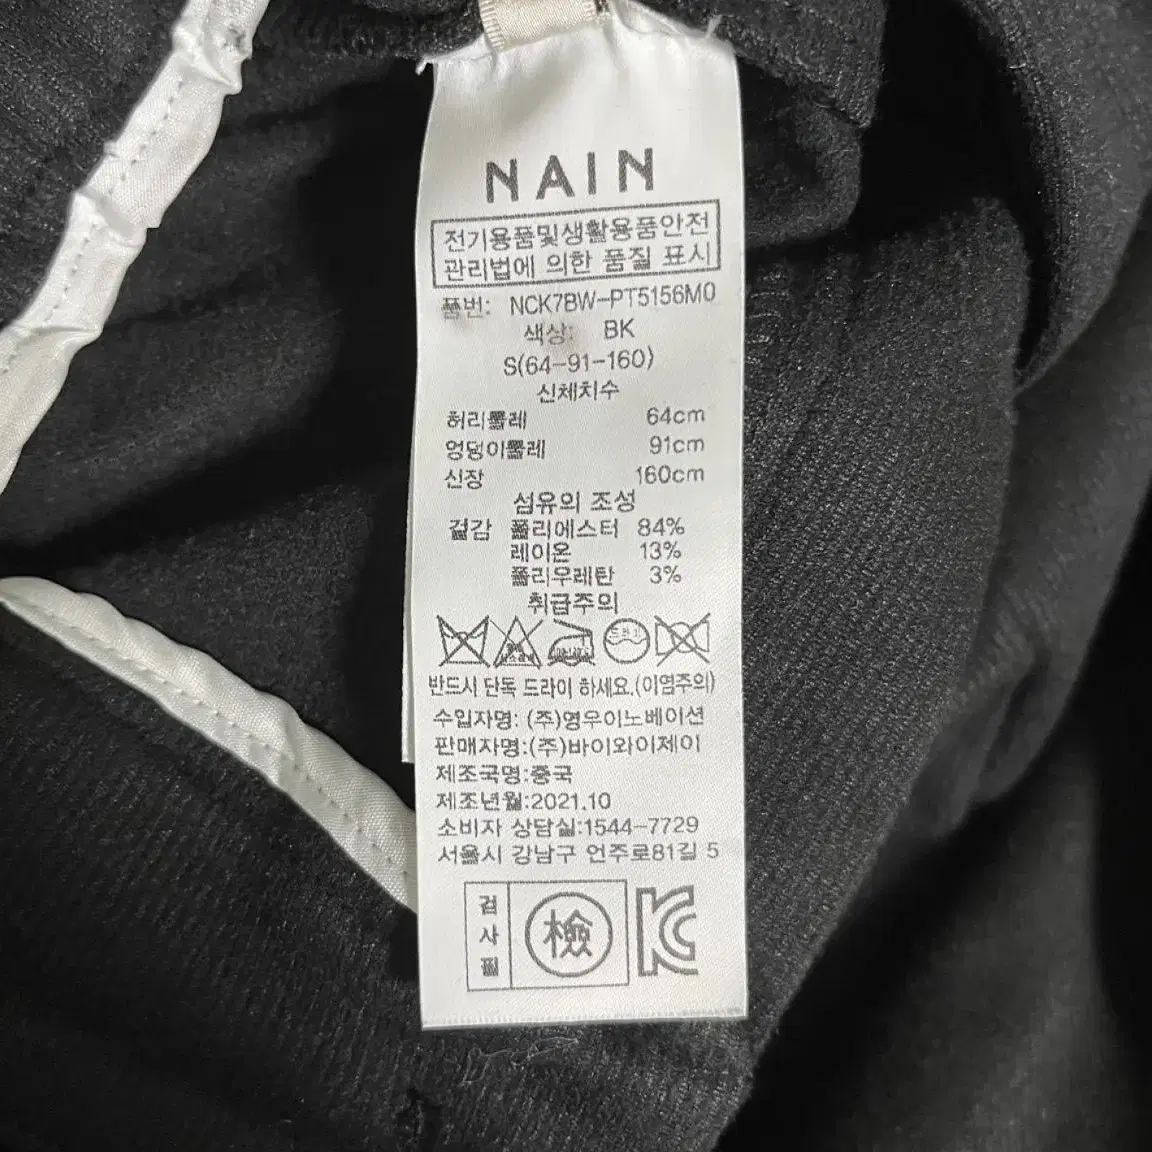 NAIN
전기용품및생활용품안전
관리법에 의한 품질 표시
품번: NCK7BW-PT5156M0
색상: BK
S(64-91-160)
신체치수
허리둘레 64cm
엉덩이둘레 91cm
신장 160cm
섬유의 조성
겉감 폴리에스터 84%
레이온 13%
폴리우레탄 3%
취급주의
드라이
반드시 단독 드라이 하세요.(이염주의)
수입자명: (주)영우이노베이션
판매자명:(주)바이와이제이
제조국명:중국
제조년월:2021.10
소비자 상담실:1544-7729
서울시 강남구 언주로81길 5
검사필
檢
KC